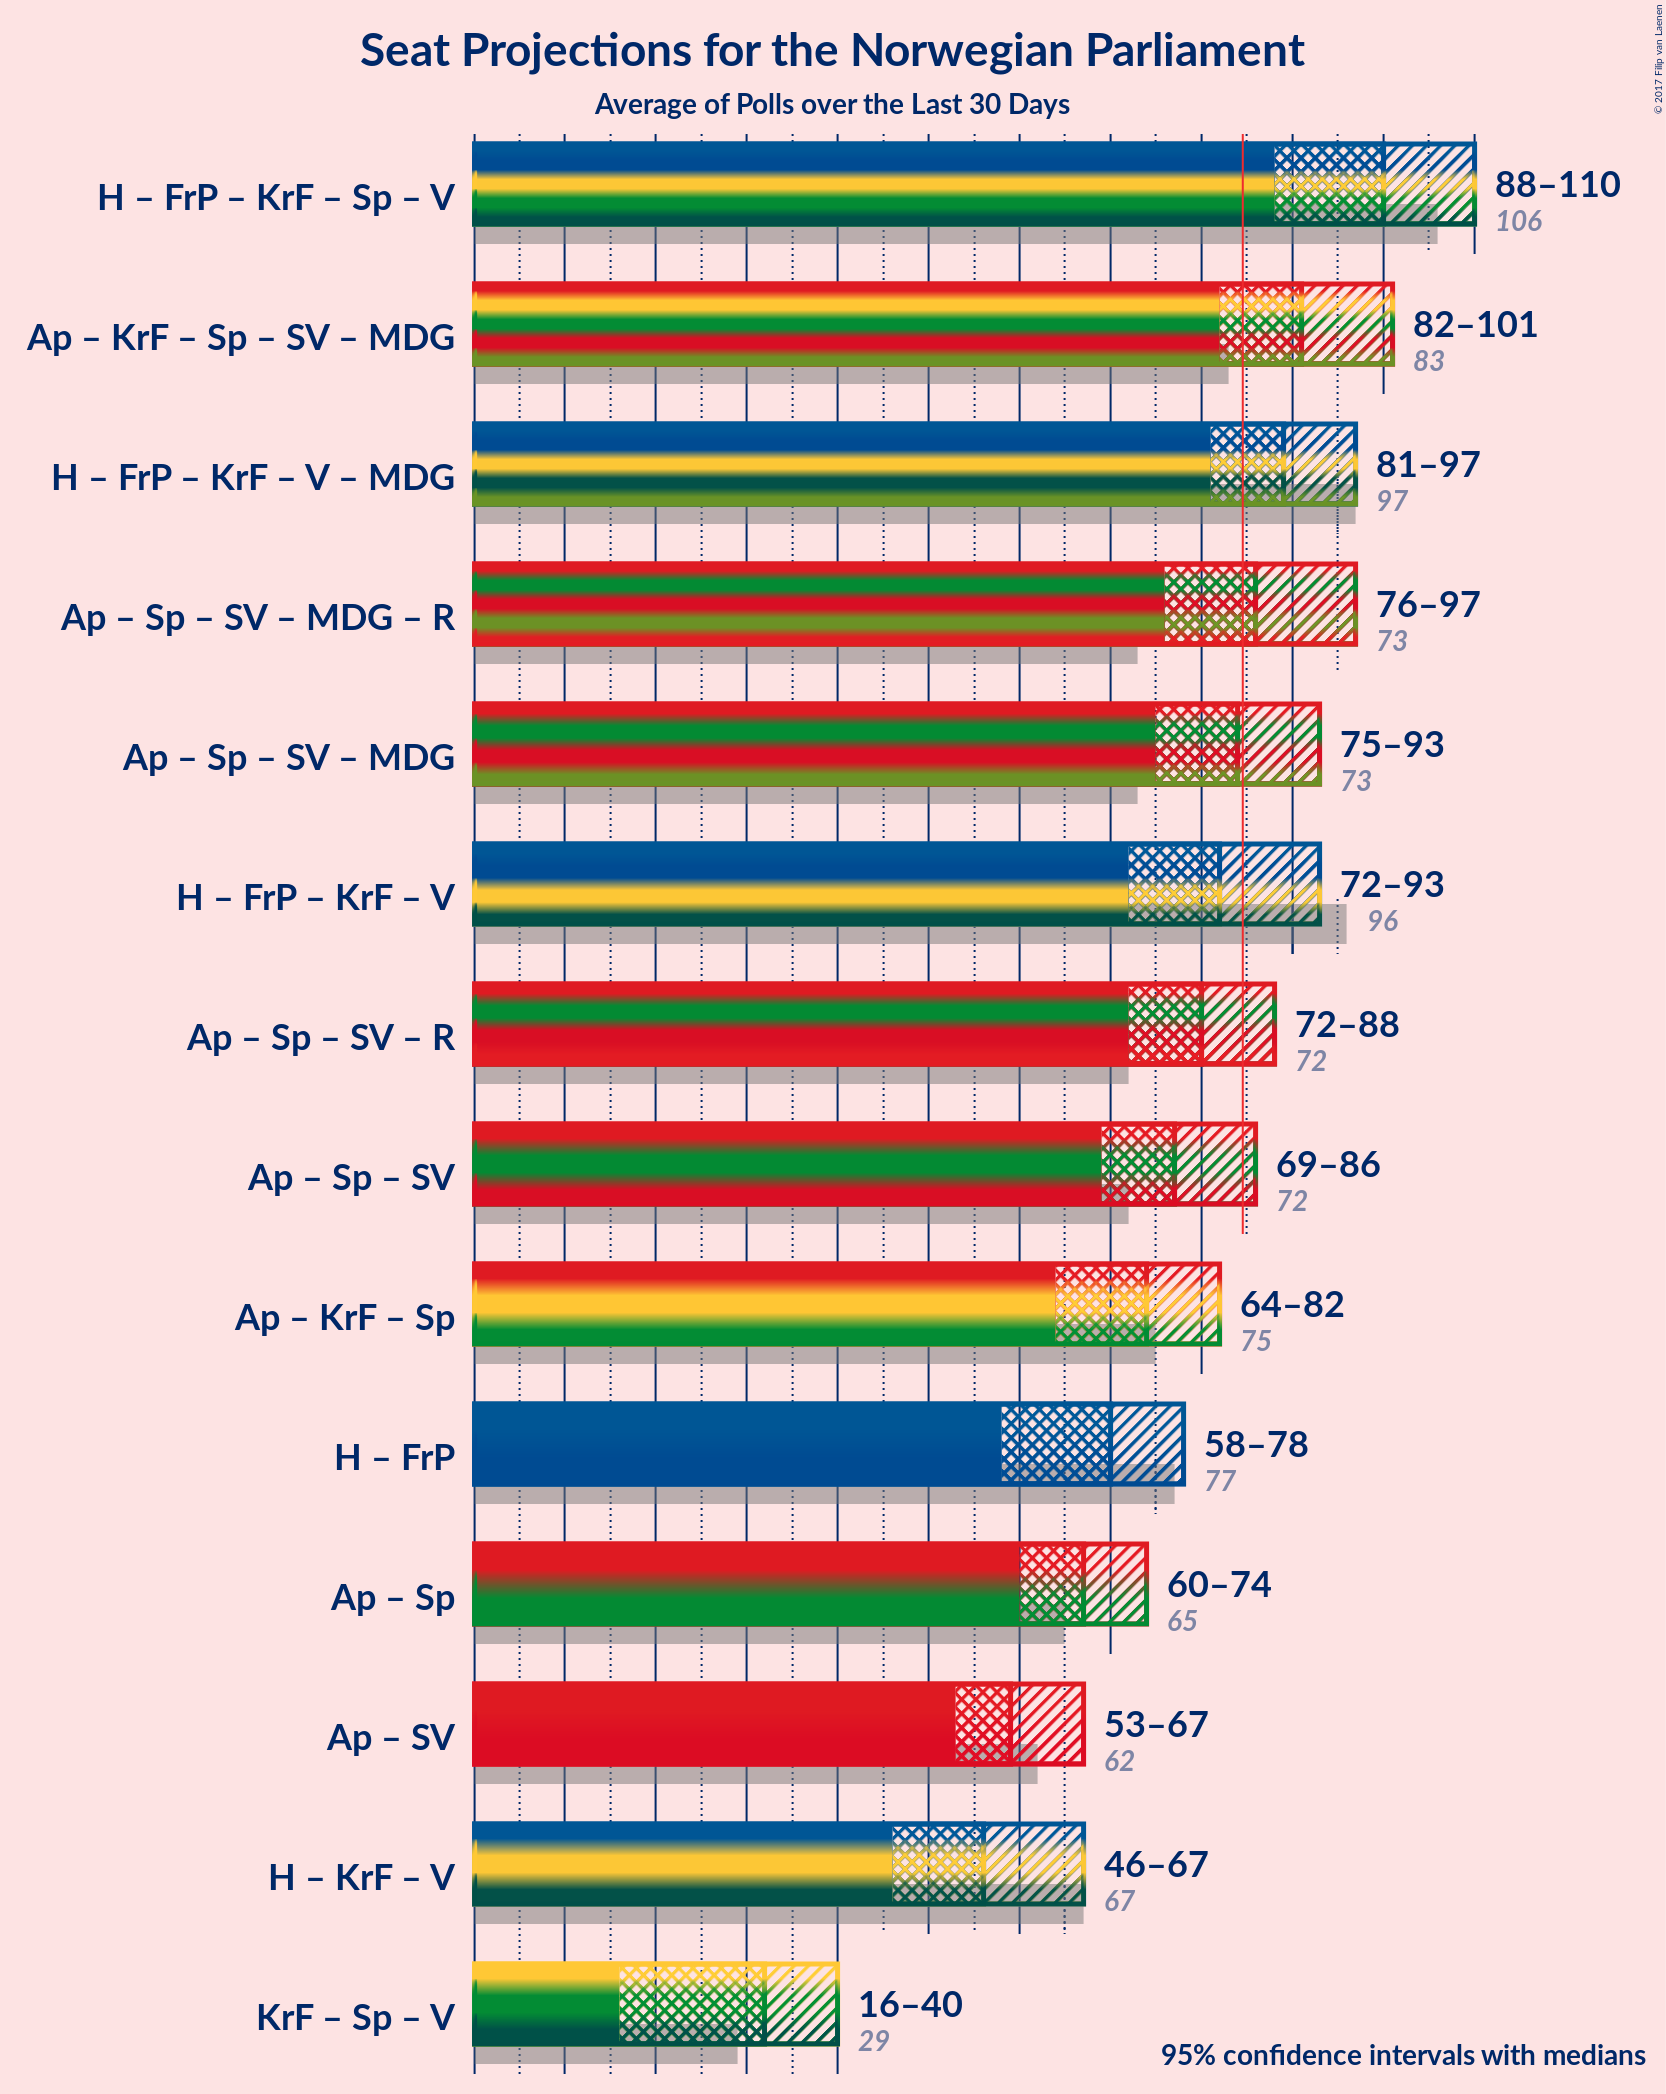 Seat Projections for the Norwegian Parliament
Average of Polls over the Last 30 Days
© 2017 Filip van Laenen
H – FrP – KrF – Sp – V
88–110
106
Ap – KrF – Sp – SV – MDG
82–101
83
H – FrP – KrF – V – MDG
81–97
97
Ap – Sp – SV – MDG – R
76–97
73
Ap – Sp – SV – MDG
75–93
73
H – FrP – KrF – V
72–93
96
Ap – Sp – SV – R
72–88
72
Ap – Sp – SV
69–86
72
Ap – KrF – Sp
64–82
75
H – FrP
58–78
77
Ap – Sp
60–74
65
Ap – SV
53–67
62
H – KrF – V
46–67
67
KrF – Sp – V
16–40
29
95% confidence intervals with medians